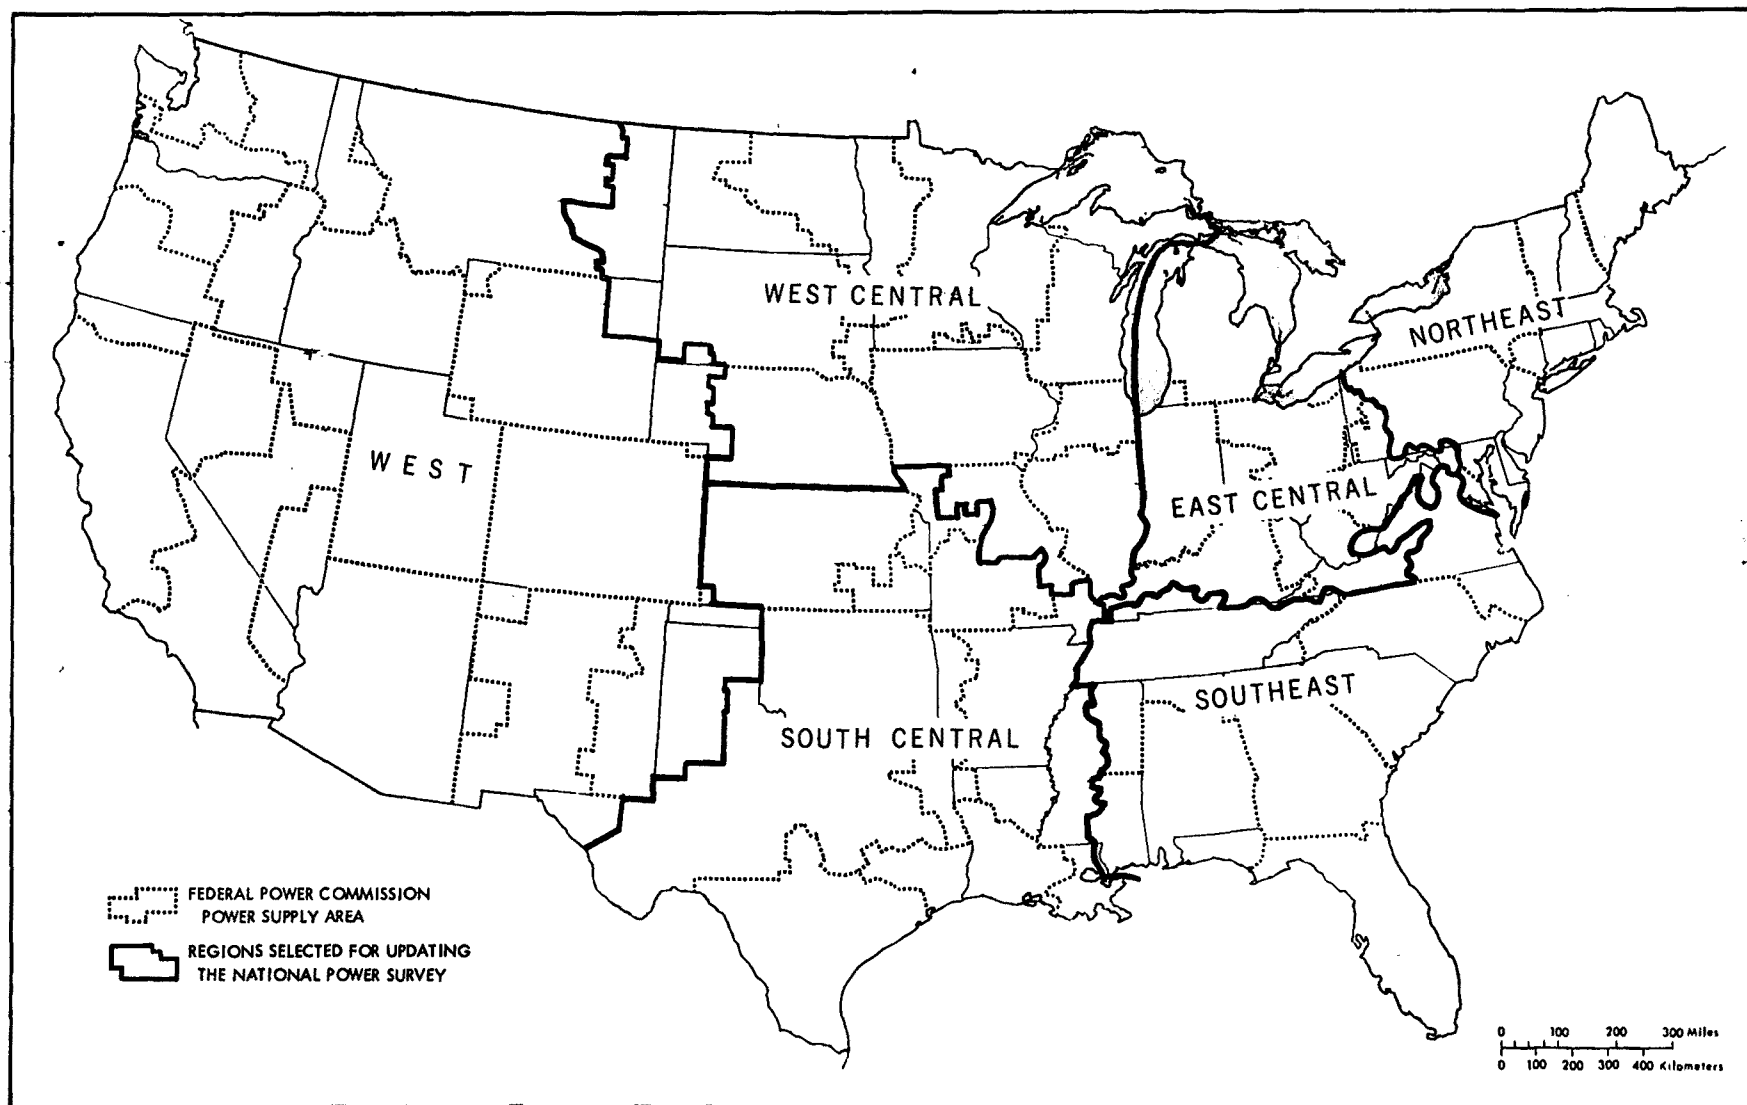 WEST CENTRAL
NORTHEAST
WEST
EAST CENTRAL
SOUTHEAST
SOUTH CENTRAL
FEDERAL POWER COMMISSION
POWER SUPPLY AREA
REGIONS SELECTED FOR UPDATING
THE NATIONAL POWER SURVEY
0 100 200 300 Miles
0 100 200 300 400 Kilometers